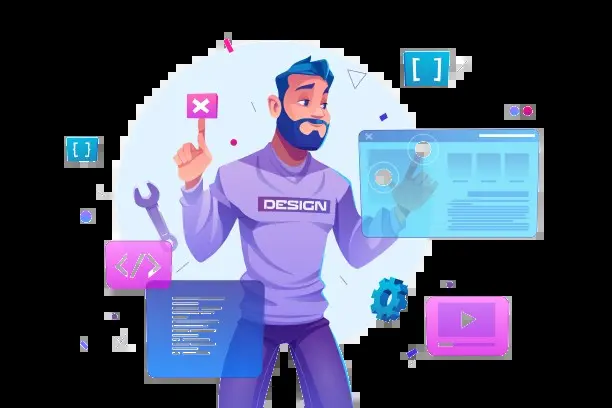 [ ]
{ }
DESIGN
</>